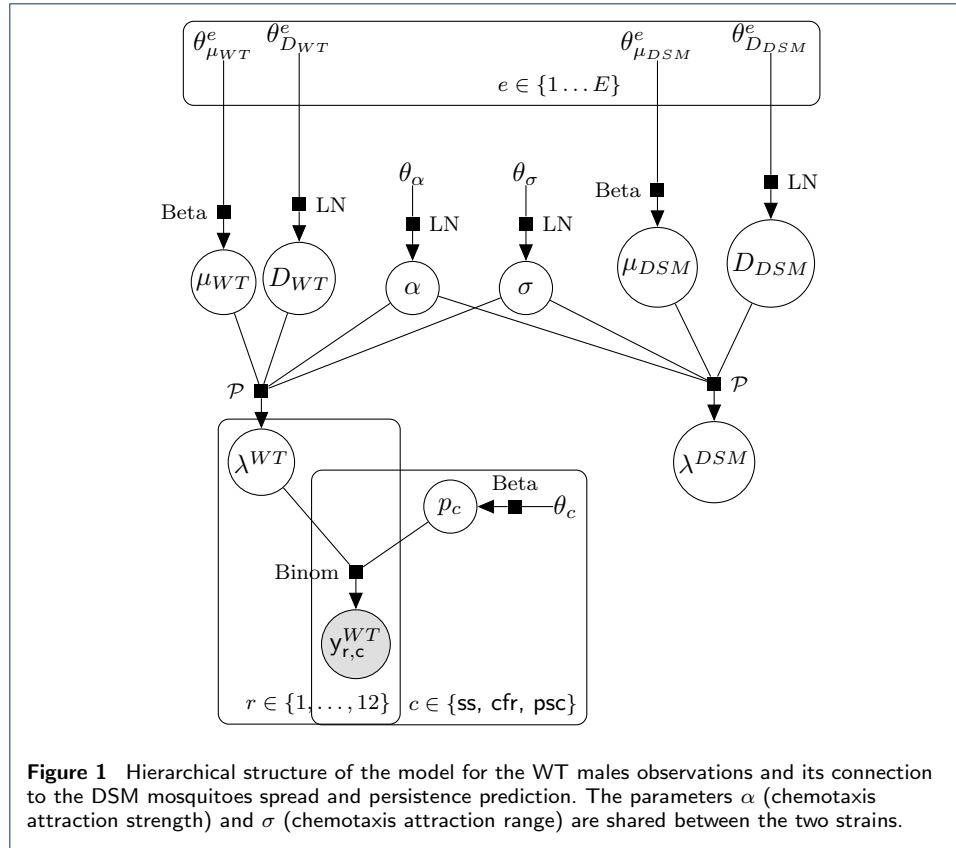 θ^e_{μ_{WT}} θ^e_{D_{WT}} θ^e_{μ_{DSM}} θ^e_{D_{DSM}}
e ∈ {1 … E}
θ_α θ_σ
Beta LN LN LN Beta LN
μ_{WT} D_{WT} α σ μ_{DSM} D_{DSM}
𝒫 𝒫
λ^{WT} λ^{DSM}
p_c Beta θ_c
Binom
y^{WT}_{r,c}
r ∈ {1, … , 12} c ∈ {ss, cfr, psc}
Figure 1 Hierarchical structure of the model for the WT males observations and its connection
to the DSM mosquitoes spread and persistence prediction. The parameters α (chemotaxis
attraction strength) and σ (chemotaxis attraction range) are shared between the two strains.